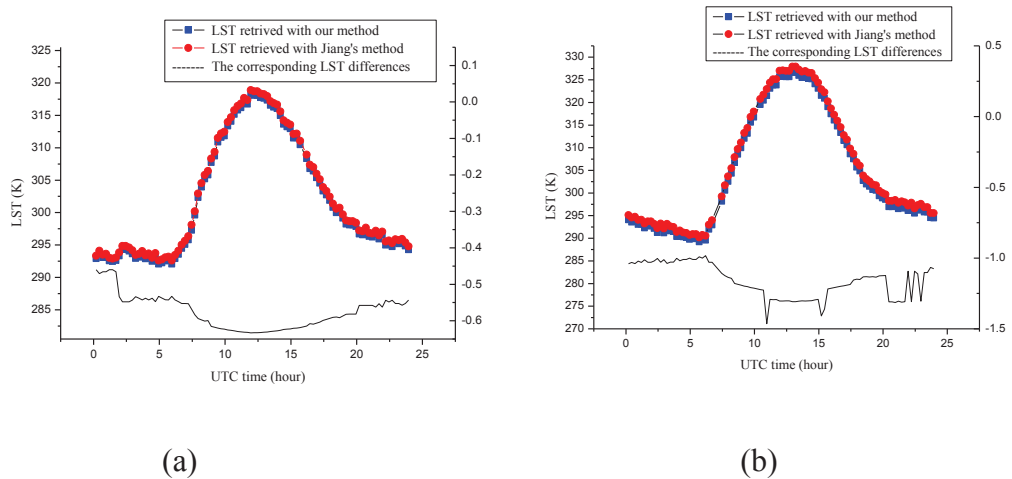 LST retrived with our method
LST retrieved with Jiang's method
The corresponding LST differences
325
320
315
310
305
300
295
290
285
LST (K)
0.1
0.0
-0.1
-0.2
-0.3
-0.4
-0.5
-0.6
0 5 10 15 20 25
UTC time (hour)
(a)
LST retrieved with our method
LST retrieved with Jiang's method
The corresponding LST differences
330
325
320
315
310
305
300
295
290
285
280
275
270
LST (K)
0.5
0.0
-0.5
-1.0
-1.5
0 5 10 15 20 25
UTC time (hour)
(b)